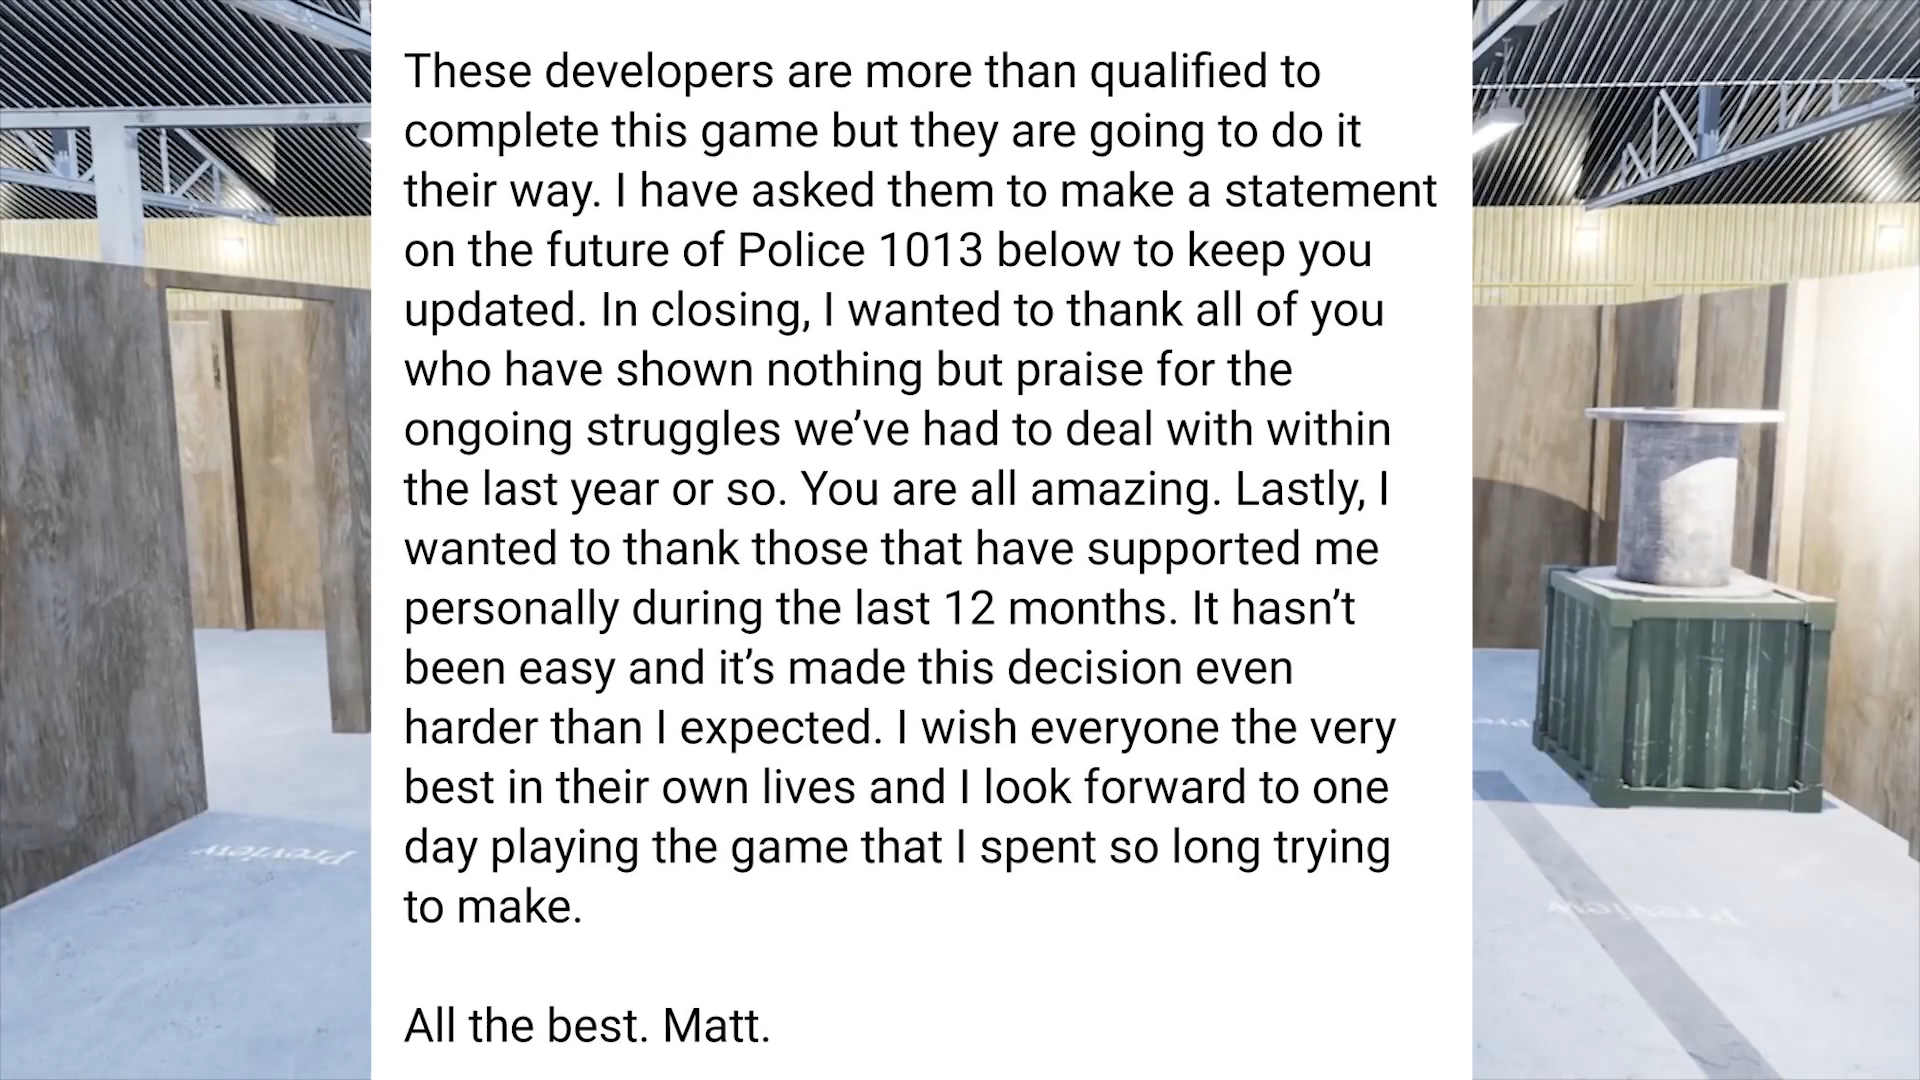 These developers are more than qualified to
complete this game but they are going to do it
their way. I have asked them to make a statement
on the future of Police 1013 below to keep you
updated. In closing, I wanted to thank all of you
who have shown nothing but praise for the
ongoing struggles we’ve had to deal with within
the last year or so. You are all amazing. Lastly, I
wanted to thank those that have supported me
personally during the last 12 months. It hasn’t
been easy and it’s made this decision even
harder than I expected. I wish everyone the very
best in their own lives and I look forward to one
day playing the game that I spent so long trying
to make.
All the best. Matt.
Preview
Preview